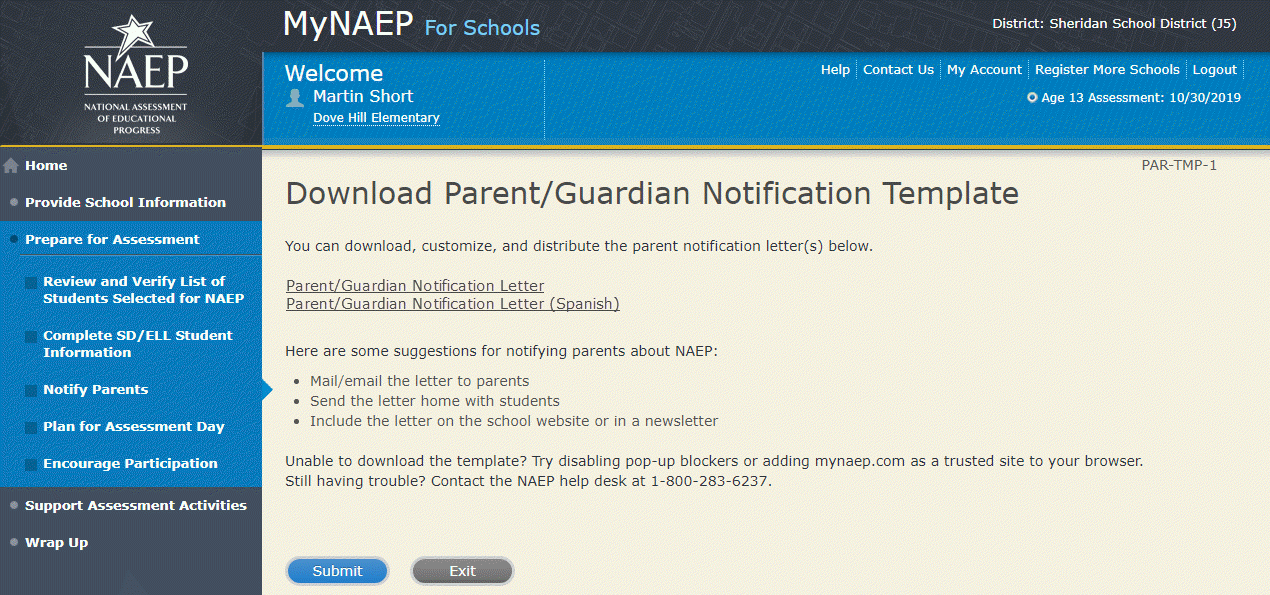 MyNAEP For Schools
District: Sheridan School District (J5)
NAEP
NATIONAL ASSESSMENT
OF EDUCATIONAL
PROGRESS
Welcome
Martin Short
Dove Hill Elementary
Help Contact Us My Account Register More Schools Logout
Age 13 Assessment: 10/30/2019
Home
Provide School Information
Prepare for Assessment
Review and Verify List of
Students Selected for NAEP
Complete SD/ELL Student
Information
Notify Parents
Plan for Assessment Day
Encourage Participation
Support Assessment Activities
Wrap Up
PAR-TMP-1
Download Parent/Guardian Notification Template
You can download, customize, and distribute the parent notification letter(s) below.
Parent/Guardian Notification Letter
Parent/Guardian Notification Letter (Spanish)
Here are some suggestions for notifying parents about NAEP:
• Mail/email the letter to parents
• Send the letter home with students
• Include the letter on the school website or in a newsletter
Unable to download the template? Try disabling pop-up blockers or adding mynaep.com as a trusted site to your browser.
Still having trouble? Contact the NAEP help desk at 1-800-283-6237.
Submit Exit